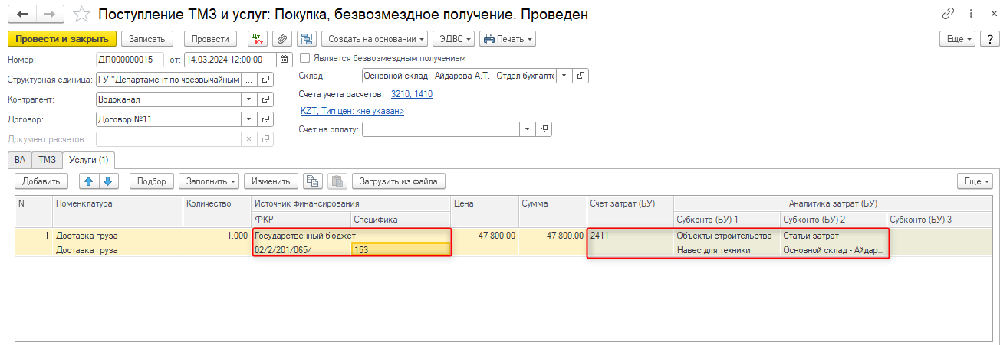 Поступление ТМЗ и услуг: Покупка, безвозмездное получение. Проведен
Провести и закрыть Записать Провести Дт Кт Создать на основании ЭДВС Печать Еще ?
Номер: ДП000000015 от: 14.03.2024 12:00:00 Является безвозмездным получением
Структурная единица: ГУ "Департамент по чрезвычайным ... Склад: Основной склад - Айдарова А.Т. - Отдел бухгалте
Контрагент: Водоканал Счета учета расчетов: 3210, 1410
Договор: Договор №11 KZT, Тип цен: <не указан>
Документ расчетов: ... Счет на оплату:
ВА ТМЗ Услуги (1)
Добавить Подбор Заполнить Изменить Загрузить из файла Еще
N Номенклатура Количество Источник финансирования Цена Сумма Счет затрат (БУ) Аналитика затрат (БУ)
ФКР Специфика Субконто (БУ) 1 Субконто (БУ) 2 Субконто (БУ) 3
1 Доставка груза 1,000 Государственный бюджет 47 800,00 47 800,00 2411 Объекты строительства Статьи затрат
Доставка груза 02/2/201/065/ 153 Навес для техники Основной склад - Айдар...